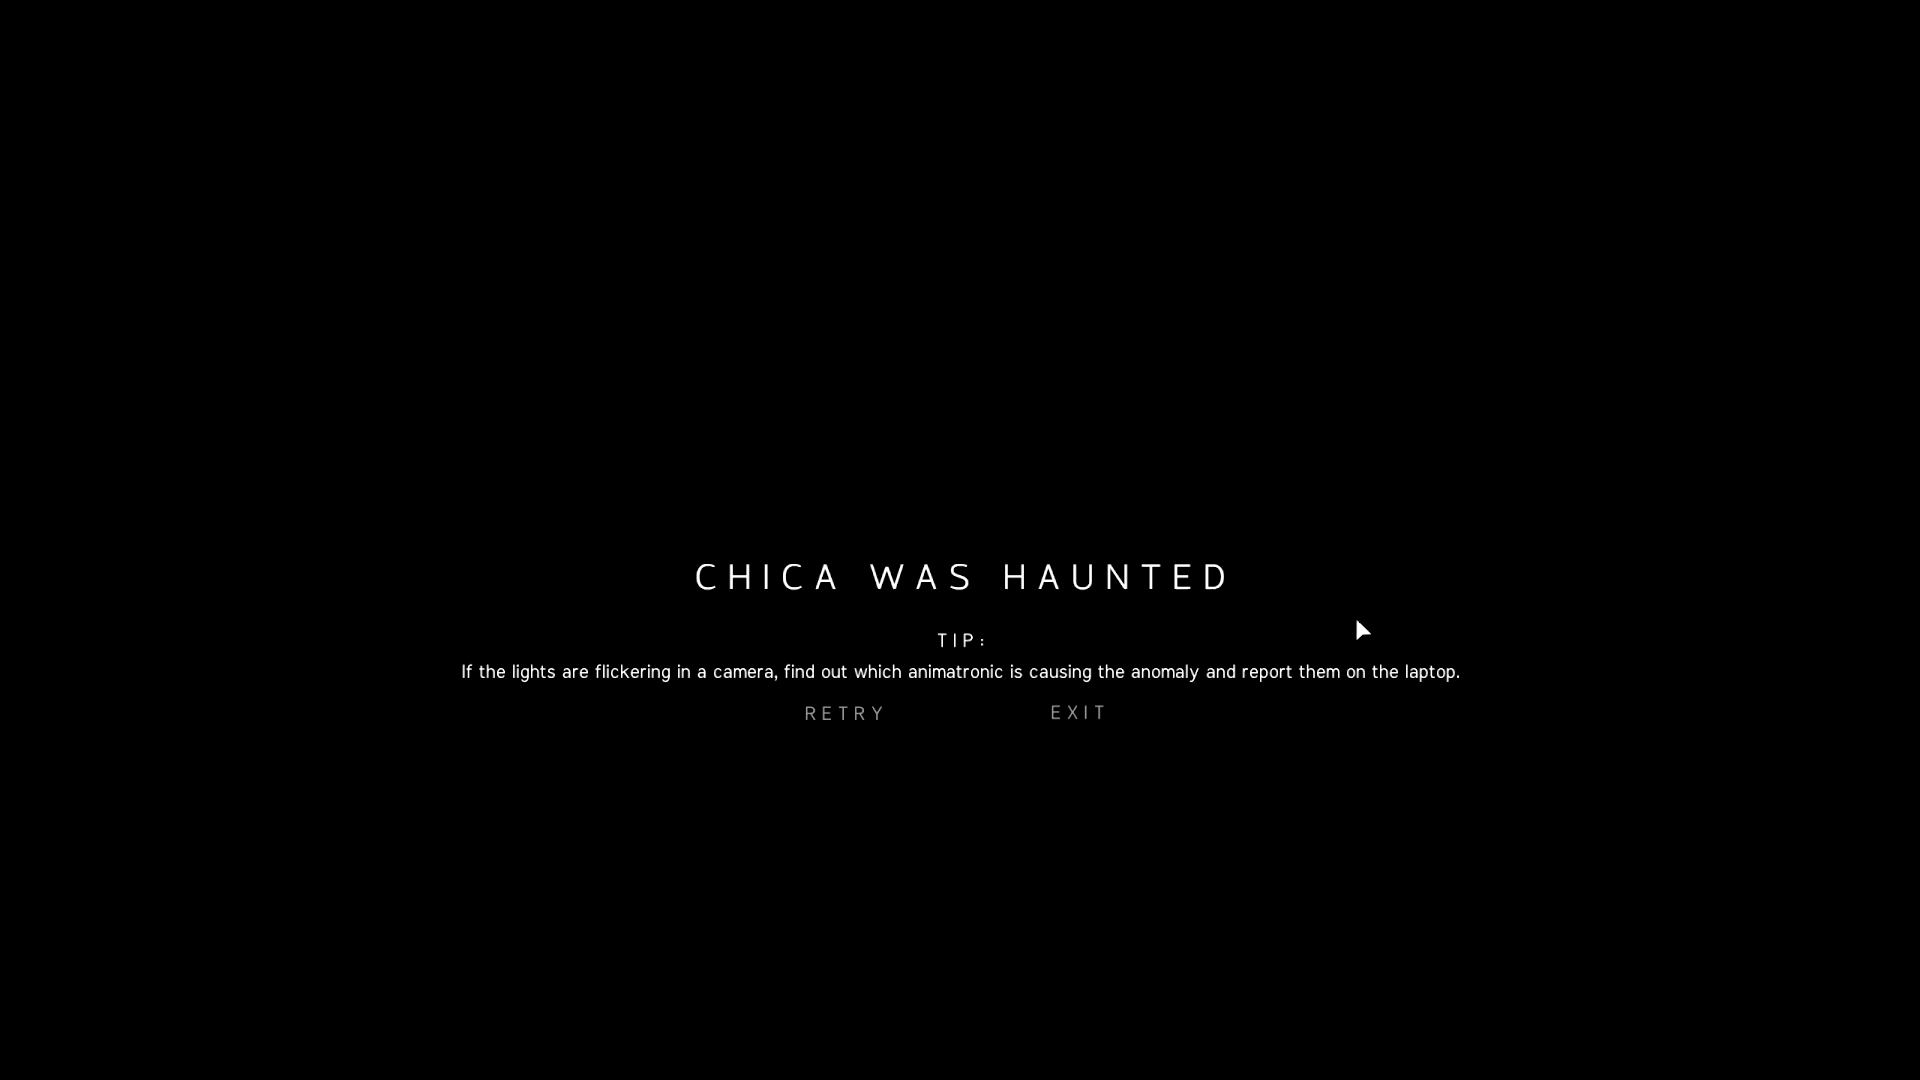 CHICA WAS HAUNTED
TIP:
If the lights are flickering in a camera, find out which animatronic is causing the anomaly and report them on the laptop.
RETRY EXIT